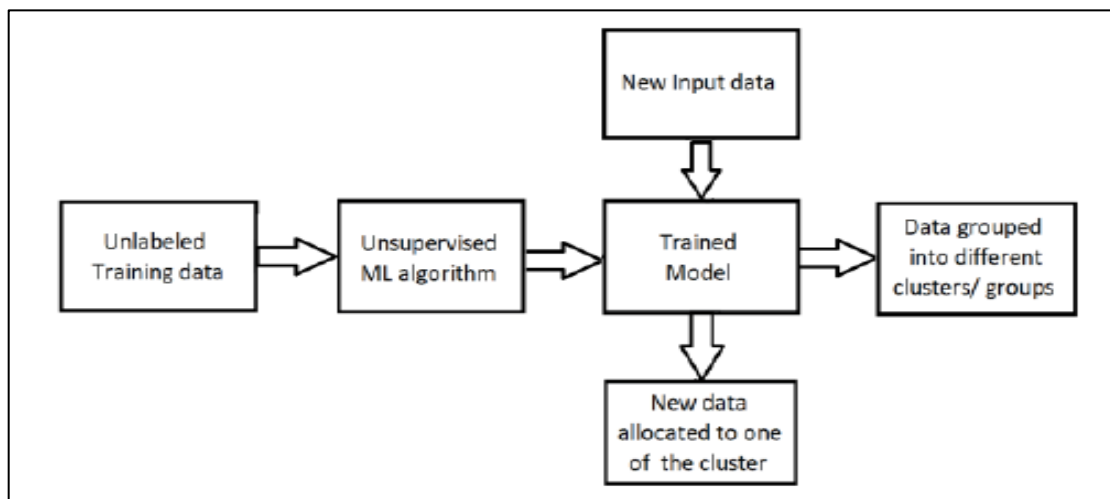 New Input data
Unlabeled
Training data
Unsupervised
ML algorithm
Trained
Model
Data grouped
into different
clusters/ groups
New data
allocated to one
of the cluster